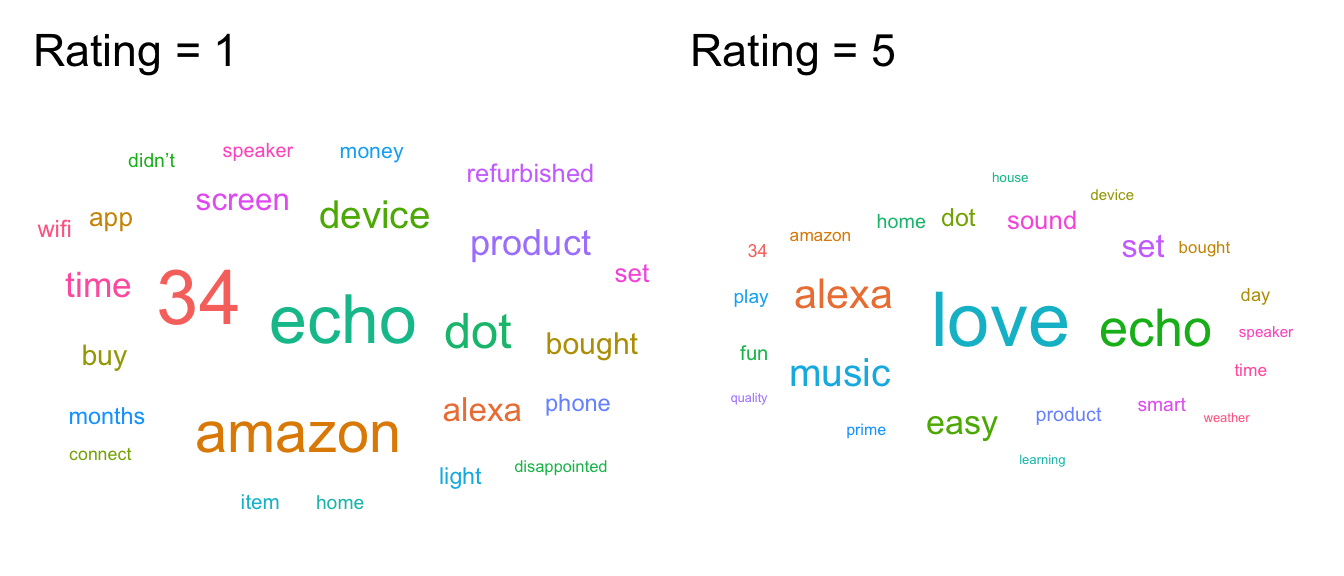 Rating = 1
didn’t
speaker
money
refurbished
screen
device
app
wifi
product
time
34
echo
set
dot
bought
buy
months
amazon
alexa
phone
connect
light
disappointed
item
home
Rating = 5
house
device
home
dot
sound
amazon
34
set
bought
play
alexa
love
echo
day
speaker
fun
music
time
quality
easy
product
smart
weather
prime
learning